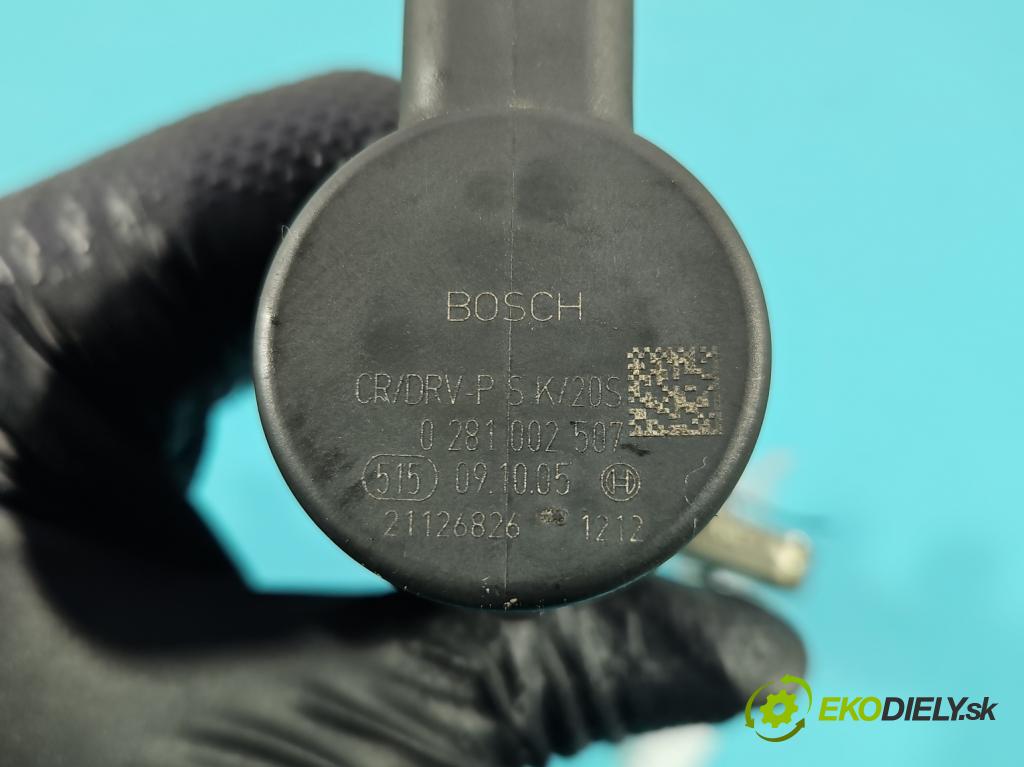 BOSCH
CR/DRV-P S K/20S
0 281 002 507
515 09.10.05 H
21126826 1212
EKODIELY.sk